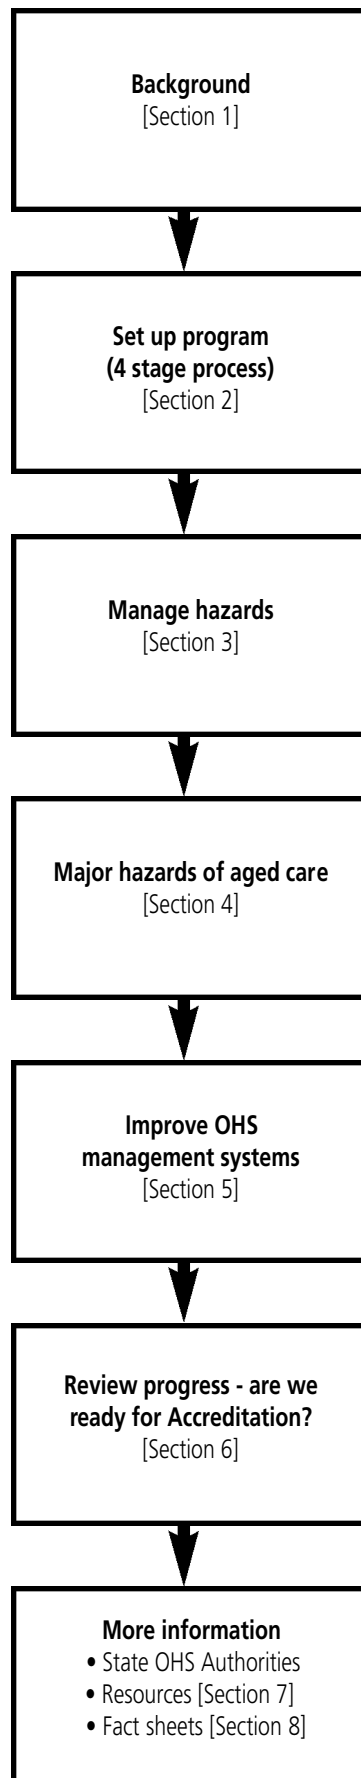 Background
[Section 1]
Set up program
(4 stage process)
[Section 2]
Manage hazards
[Section 3]
Major hazards of aged care
[Section 4]
Improve OHS
management systems
[Section 5]
Review progress - are we
ready for Accreditation?
[Section 6]
More information
• State OHS Authorities
• Resources [Section 7]
• Fact sheets [Section 8]